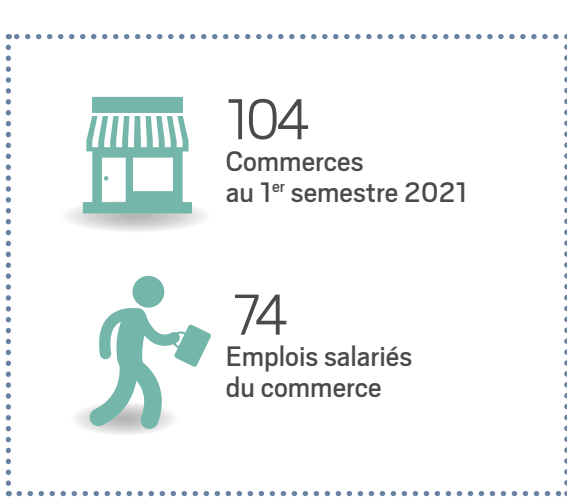 104
Commerces
au 1er semestre 2021
74
Emplois salariés
du commerce